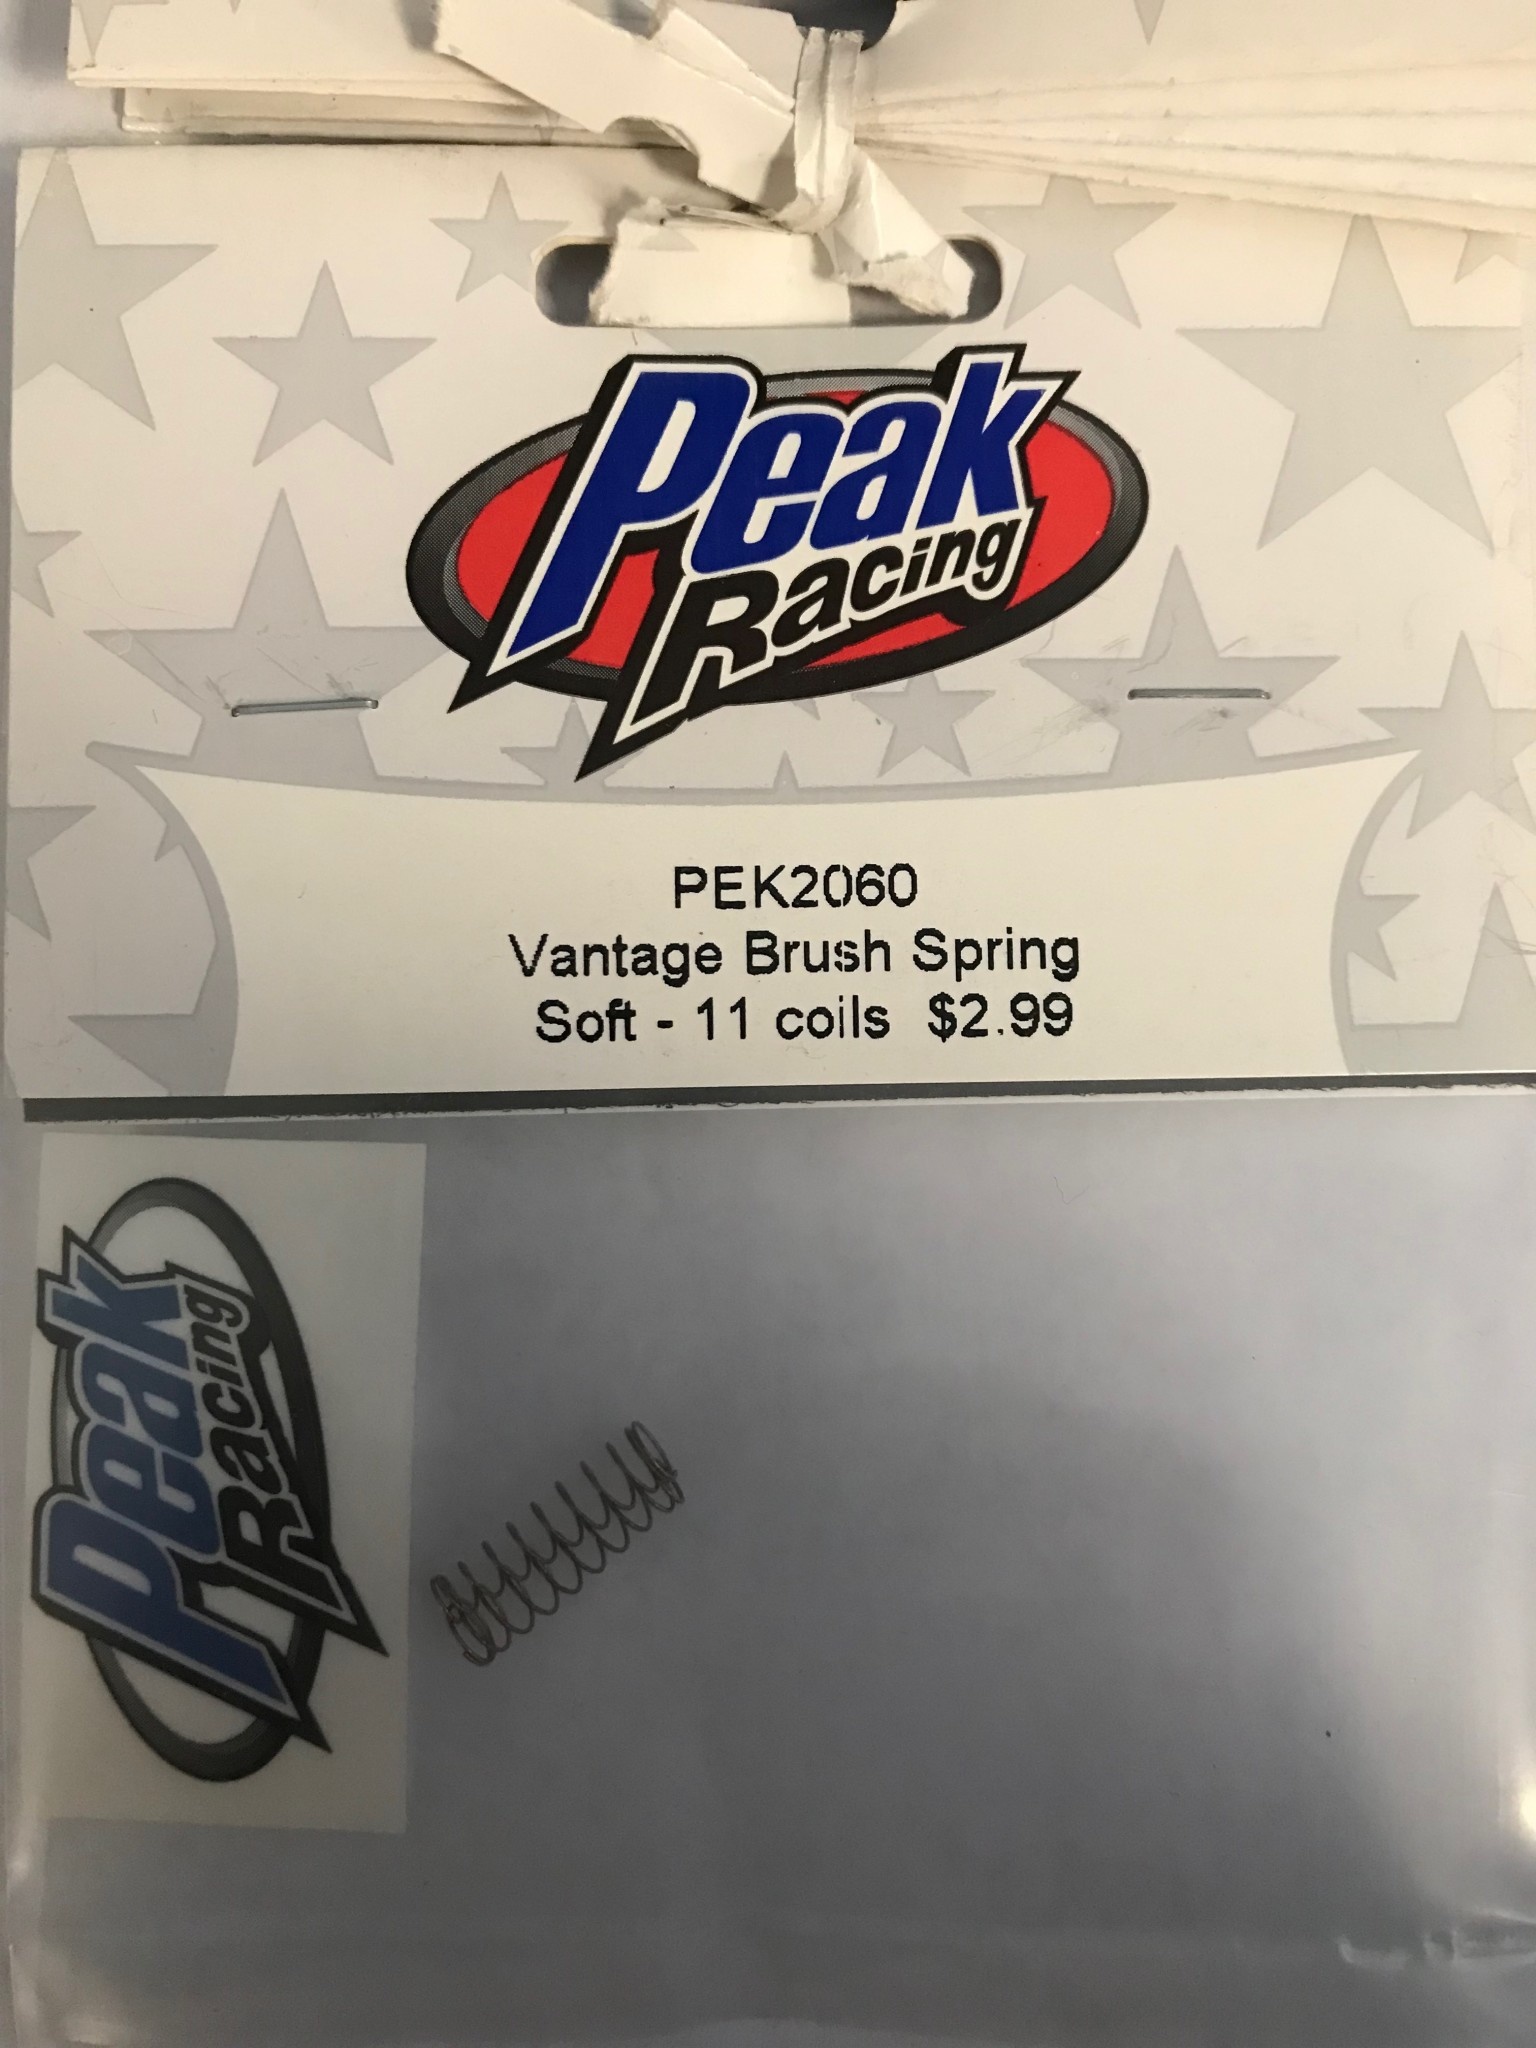 Peak
Racing
PEK2060
Vantage Brush Spring
Soft - 11 coils $2.99
Peak
Racing